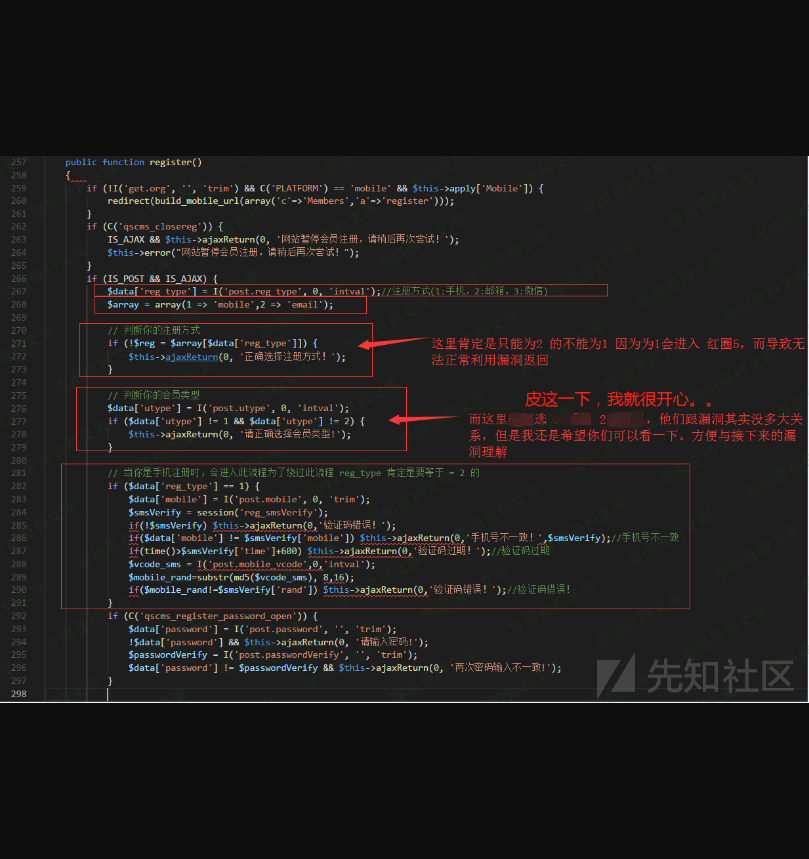 257 public function register()
258 {
259 if (!I('get.org', '', 'trim') && C('PLATFORM') == 'mobile' && $this->apply['Mobile']) {
260 redirect(build_mobile_url(array('c'=>'Members','a'=>'register')));
261 }
262 if (C('qscms_closereg')) {
263 IS_AJAX && $this->ajaxReturn(0, '网站暂停会员注册，请稍后再次尝试！');
264 $this->error("网站暂停会员注册，请稍后再次尝试！");
265 }
266 if (IS_POST && IS_AJAX) {
267 $data['reg_type'] = I('post.reg_type', 0, 'intval');//注册方式(1:手机，2:邮箱，3:微信)
268 $array = array(1 => 'mobile',2 => 'email');
269
270 // 判断你的注册方式
271 if (!$reg = $array[$data['reg_type']]) {
272 $this->ajaxReturn(0, '正确选择注册方式！');
273 }
这里肯定是只能为2 的不能为1 因为为1会进入 红圈5，而导致无
法正常利用漏洞返回
274
275 // 判断你的会员类型
276 $data['utype'] = I('post.utype', 0, 'intval');
277 if ($data['utype'] != 1 && $data['utype'] != 2) {
278 $this->ajaxReturn(0, '请正确选择会员类型!');
279 }
皮这一下，我就很开心。。
而这里 选 2 ，他们跟漏洞其实没多大关
系，但是我还是希望你们可以看一下。方便与接下来的漏
洞理解
280
281 // 当你是手机注册时，会进入此流程为了绕过此流程 reg_type 肯定是要等于 = 2 的
282 if ($data['reg_type'] == 1) {
283 $data['mobile'] = I('post.mobile', 0, 'trim');
284 $smsVerify = session('reg_smsVerify');
285 if(!$smsVerify) $this->ajaxReturn(0,'验证码错误！');
286 if($data['mobile'] != $smsVerify['mobile']) $this->ajaxReturn(0,'手机号不一致！',$smsVerify);//手机号不一致
287 if(time()>$smsVerify['time']+600) $this->ajaxReturn(0,'验证码过期！');//验证码过期
288 $vcode_sms = I('post.mobile_vcode',0,'intval');
289 $mobile_rand=substr(md5($vcode_sms), 8,16);
290 if($mobile_rand!=$smsVerify['rand']) $this->ajaxReturn(0,'验证码错误！');//验证码错误!
291 }
292 if (C('qscms_register_password_open')) {
293 $data['password'] = I('post.password', '', 'trim');
294 !$data['password'] && $this->ajaxReturn(0, '请输入密码!');
295 $passwordVerify = I('post.passwordVerify', '', 'trim');
296 $data['password'] != $passwordVerify && $this->ajaxReturn(0, '两次密码输入不一致!');
297 }
298
先知社区